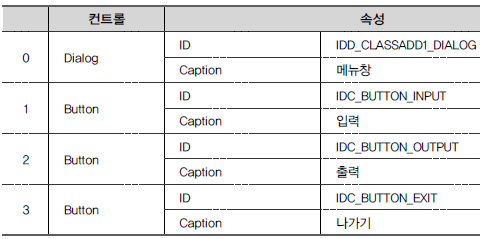 컨트롤 속성
0 Dialog ID IDD_CLASSADD1_DIALOG
Caption 메뉴창
1 Button ID IDC_BUTTON_INPUT
Caption 입력
2 Button ID IDC_BUTTON_OUTPUT
Caption 출력
3 Button ID IDC_BUTTON_EXIT
Caption 나가기